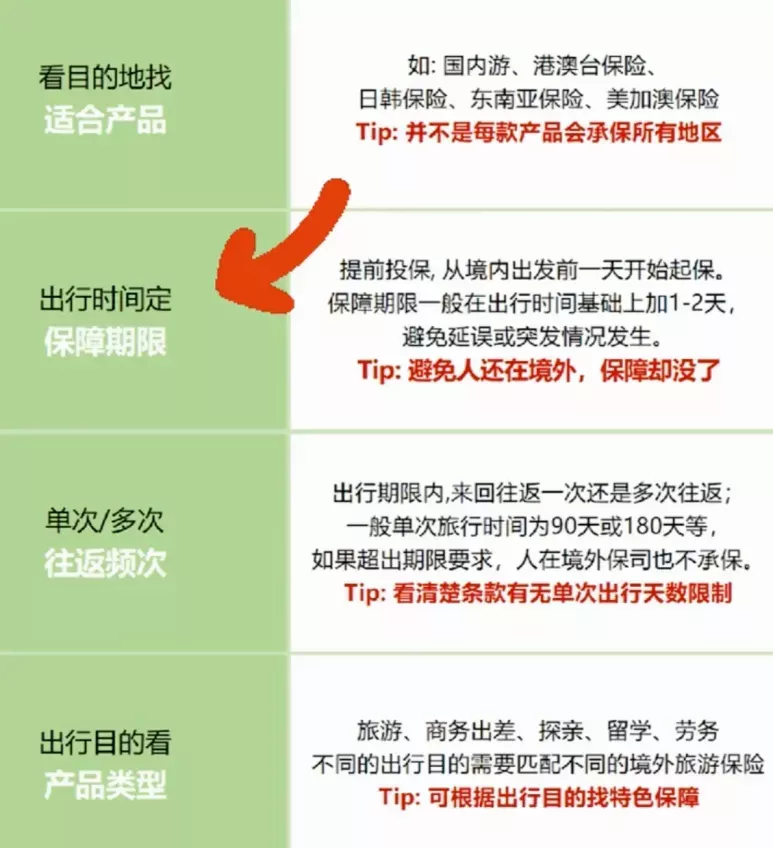 看目的地找
适合产品
如: 国内游、港澳台保险、
日韩保险、东南亚保险、美加澳保险
Tip: 并不是每款产品会承保所有地区
出行时间定
保障期限
提前投保, 从境内出发前一天开始起保。
保障期限一般在出行时间基础上加1-2天，
避免延误或突发情况发生。
Tip: 避免人还在境外，保障却没了
单次/多次
往返频次
出行期限内,来回往返一次还是多次往返；
一般单次旅行时间为90天或180天等，
如果超出期限要求，人在境外保司也不承保。
Tip: 看清楚条款有无单次出行天数限制
出行目的看
产品类型
旅游、商务出差、探亲、留学、劳务
不同的出行目的需要匹配不同的境外旅游保险
Tip: 可根据出行目的找特色保障